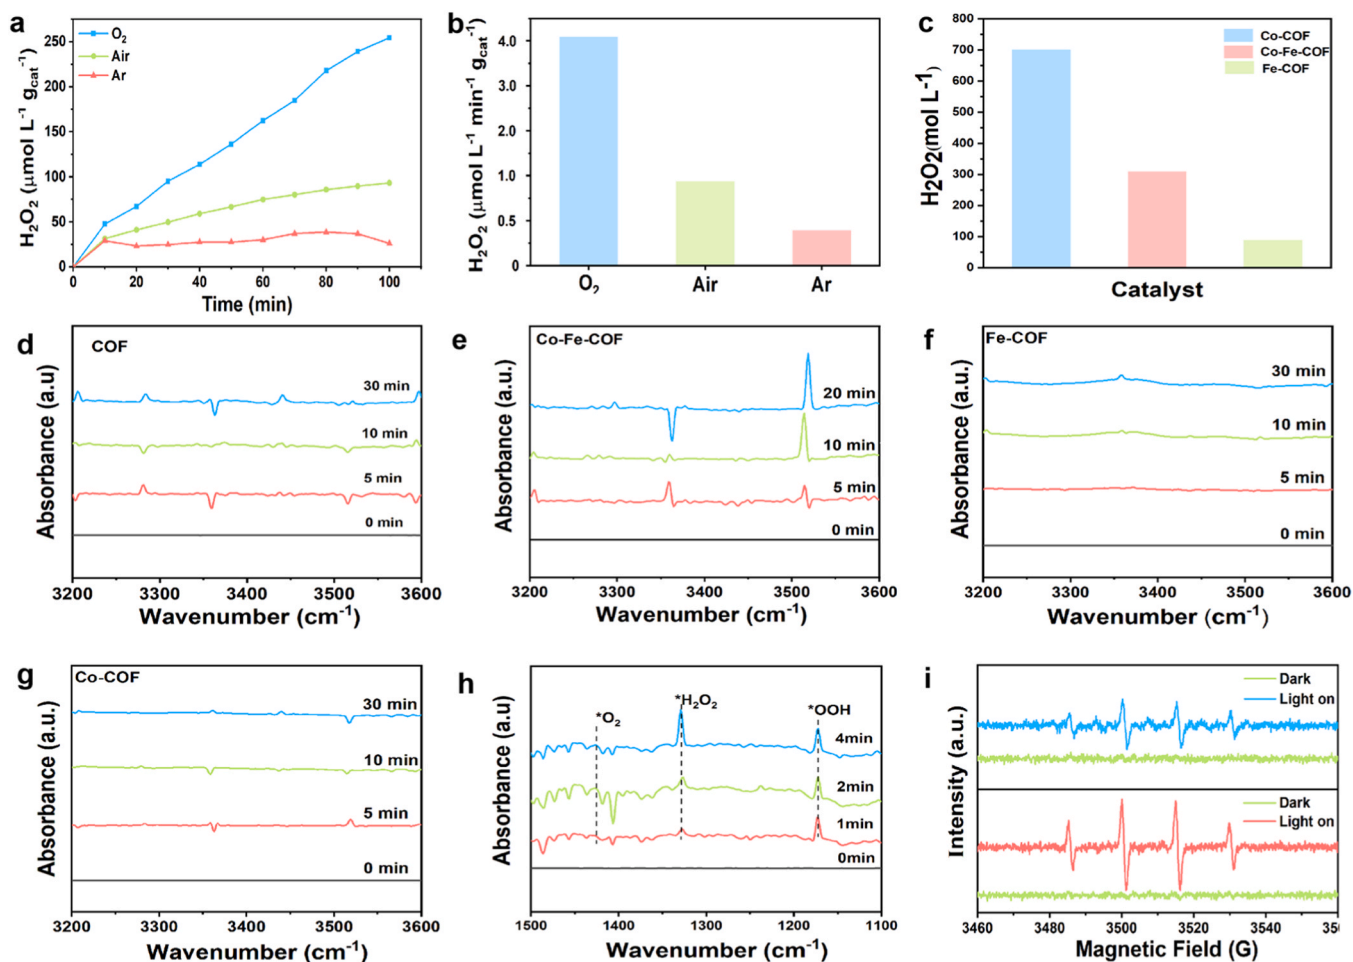 a
H₂O₂ (μmol L⁻¹ g_cat⁻¹)
250
200
150
100
50
0
O₂
Air
Ar
0 20 40 60 80 100
Time (min)
b
H₂O₂ (μmol L⁻¹ min⁻¹ g_cat⁻¹)
4.0
3.0
2.0
1.0
0.5
0
O₂ Air Ar
c
H2O2(mol L⁻¹)
800
700
600
500
400
300
200
100
0
Co-COF
Co-Fe-COF
Fe-COF
Catalyst
d
COF
Absorbance (a.u)
30 min
10 min
5 min
0 min
3200 3300 3400 3500 3600
Wavenumber (cm⁻¹)
e
Co-Fe-COF
Absorbance (a.u.)
20 min
10 min
5 min
0 min
3200 3300 3400 3500 3600
Wavenumber (cm⁻¹)
f
Fe-COF
Absorbance (a.u.)
30 min
10 min
5 min
0 min
3200 3300 3400 3500 3600
Wavenumber (cm⁻¹)
g
Co-COF
Absorbance (a.u.)
30 min
10 min
5 min
0 min
3200 3300 3400 3500 3600
Wavenumber (cm⁻¹)
h
Absorbance (a.u)
*O₂
*H₂O₂
*OOH
4min
2min
1min
0min
1500 1400 1300 1200 1100
Wavenumber (cm⁻¹)
i
Intensity (a.u.)
Dark
Light on
Dark
Light on
3460 3480 3500 3520 3540
Magnetic Field (G)